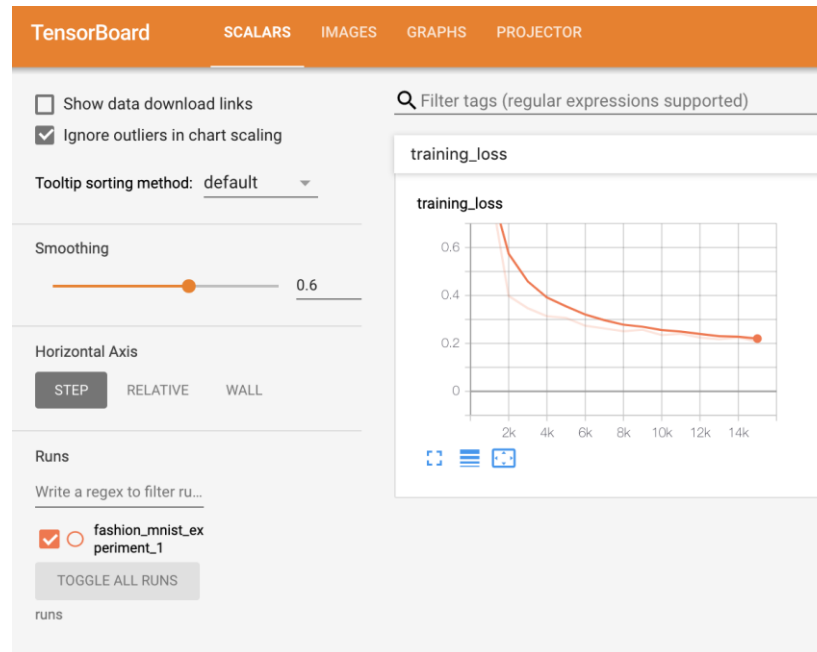 TensorBoard SCALARS IMAGES GRAPHS PROJECTOR
Show data download links
Ignore outliers in chart scaling
Tooltip sorting method: default
Smoothing
0.6
Horizontal Axis
STEP RELATIVE WALL
Runs
Write a regex to filter ru...
fashion_mnist_ex
periment_1
TOGGLE ALL RUNS
runs
Filter tags (regular expressions supported)
training_loss
training_loss
0.6
0.4
0.2
0
2k 4k 6k 8k 10k 12k 14k